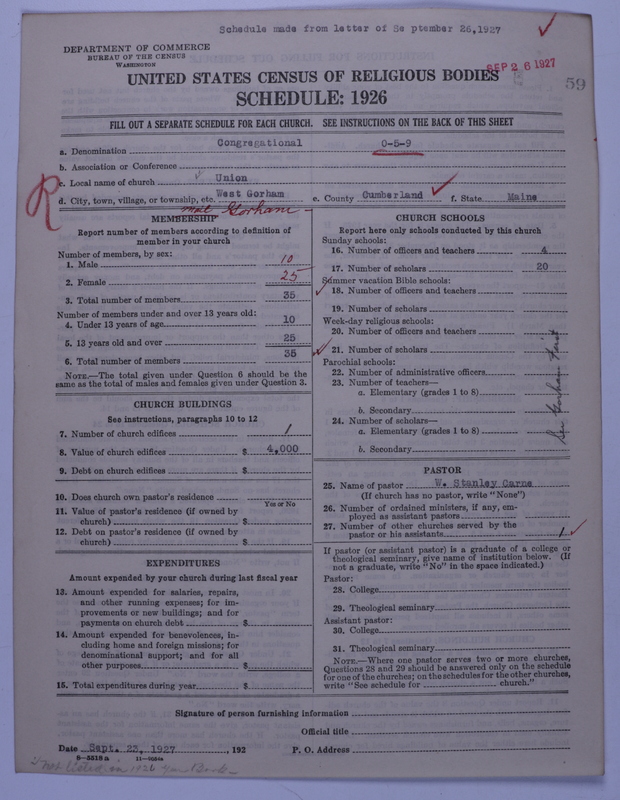 Schedule made from letter of Se ptember 26,1927
DEPARTMENT OF COMMERCE
BUREAU OF THE CENSUS
WASHINGTON
SEP 26 1927
59
UNITED STATES CENSUS OF RELIGIOUS BODIES
SCHEDULE: 1926
FILL OUT A SEPARATE SCHEDULE FOR EACH CHURCH. SEE INSTRUCTIONS ON THE BACK OF THIS SHEET
a. Denomination Congregational 0-5-9
b. Association or Conference
c. Local name of church Union
d. City, town, village, or township, etc. West Gorham e. County Cumberland f. State Maine
R
mail Gorham
MEMBERSHIP
Report number of members according to definition of
member in your church
Number of members, by sex:
1. Male 10
2. Female 25
3. Total number of members 35
Number of members under and over 13 years old:
4. Under 13 years of age 10
5. 13 years old and over 25
6. Total number of members 35
NOTE.—The total given under Question 6 should be the
same as the total of males and females given under Question 3.
CHURCH BUILDINGS
See instructions, paragraphs 10 to 12
7. Number of church edifices 1
8. Value of church edifices $ 4,000
9. Debt on church edifices $
10. Does church own pastor's residence
Yes or No
11. Value of pastor's residence (if owned by
church) $
12. Debt on pastor's residence (if owned by
church) $
EXPENDITURES
Amount expended by your church during last fiscal year
13. Amount expended for salaries, repairs,
and other running expenses; for im-
provements or new buildings; and for
payments on church debt $
14. Amount expended for benevolences, in-
cluding home and foreign missions; for
denominational support; and for all
other purposes $
15. Total expenditures during year $
CHURCH SCHOOLS
Report here only schools conducted by this church
Sunday schools:
16. Number of officers and teachers 4
17. Number of scholars 20
Summer vacation Bible schools:
18. Number of officers and teachers
19. Number of scholars
Week-day religious schools:
20. Number of officers and teachers
21. Number of scholars
Parochial schools:
22. Number of administrative officers
23. Number of teachers—
a. Elementary (grades 1 to 8)
b. Secondary
24. Number of scholars—
a. Elementary (grades 1 to 8)
b. Secondary
See Gorham First
PASTOR
25. Name of pastor W. Stanley Carne
(If church has no pastor, write "None")
26. Number of ordained ministers, if any, em-
ployed as assistant pastors
27. Number of other churches served by the
pastor or his assistants 1
If pastor (or assistant pastor) is a graduate of a college or
theological seminary, give name of institution below. (If
not a graduate, write "No" in the space indicated.)
Pastor:
28. College
29. Theological seminary
Assistant pastor:
30. College
31. Theological seminary
NOTE.—Where one pastor serves two or more churches,
Questions 28 and 29 should be answered only on the schedule
for one of the churches; on the schedules for the other churches,
write "See schedule for church."
Signature of person furnishing information
Official title
Date Sept. 23, 1927 , 192 P. O. Address
8—5518a 11—9054a
Not listed in 1926 Year Book